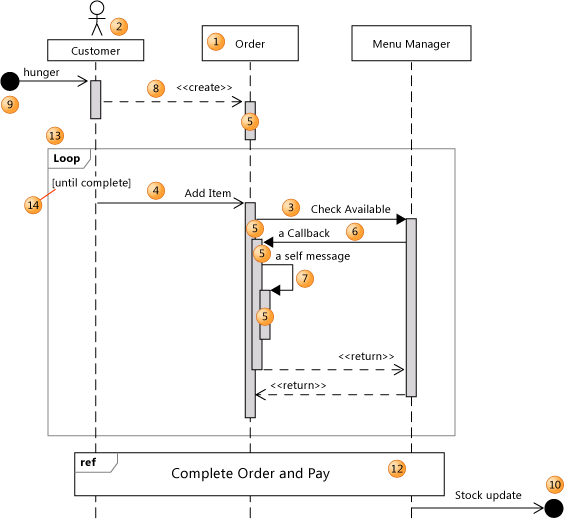 2
1
Customer
Order
Menu Manager
hunger
8
<<create>>
9
5
13
Loop
[until complete]
4
14
Add Item
3
Check Available
5
a Callback
6
5
a self message
7
5
<<return>>
<<return>>
ref
Complete Order and Pay
12
10
Stock update